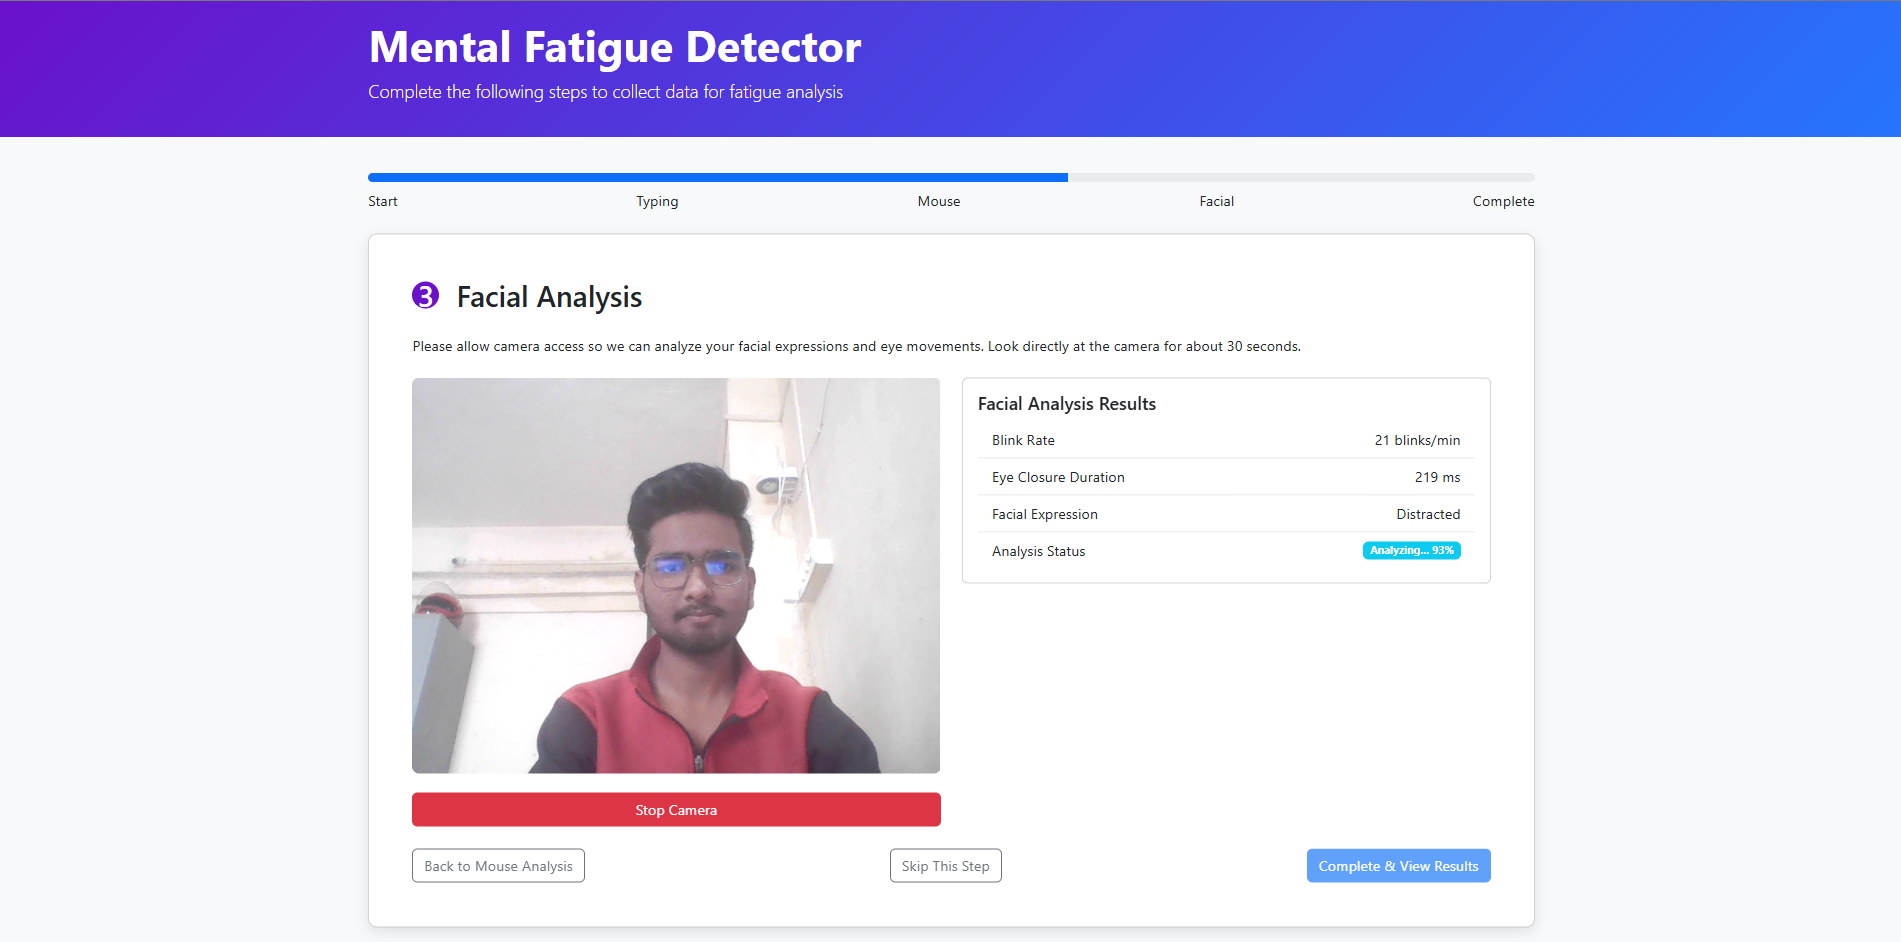 Mental Fatigue Detector
Complete the following steps to collect data for fatigue analysis
Start Typing Mouse Facial Complete
3 Facial Analysis
Please allow camera access so we can analyze your facial expressions and eye movements. Look directly at the camera for about 30 seconds.
Facial Analysis Results
Blink Rate 21 blinks/min
Eye Closure Duration 219 ms
Facial Expression Distracted
Analysis Status Analyzing... 93%
Stop Camera
Back to Mouse Analysis Skip This Step Complete & View Results